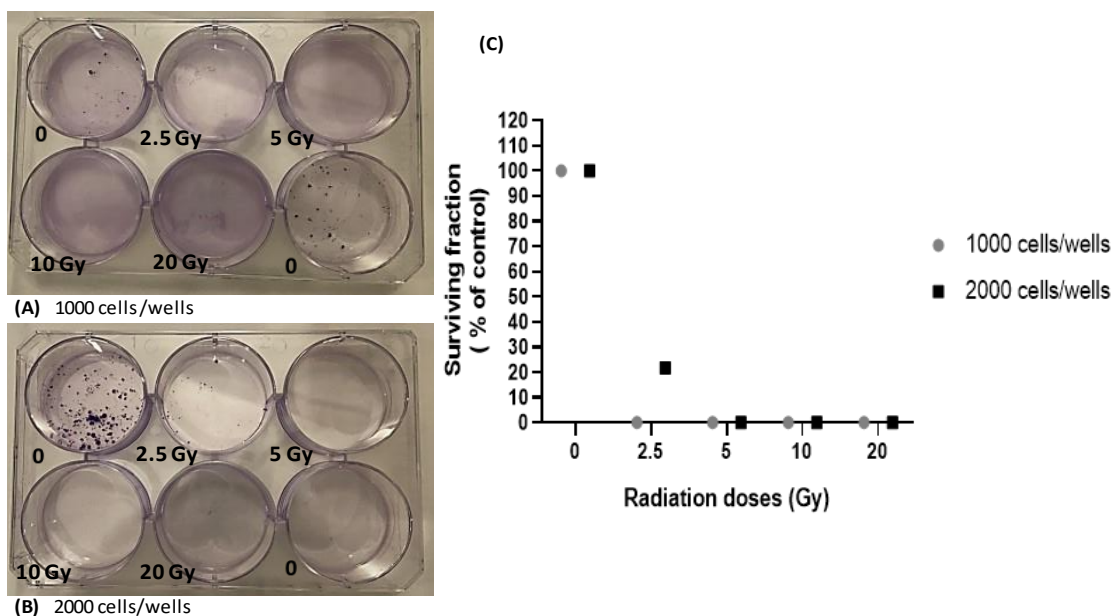 0
2.5 Gy
5 Gy
10 Gy
20 Gy
0
(A) 1000 cells/wells
0
2.5 Gy
5 Gy
10 Gy
20 Gy
0
(B) 2000 cells/wells
(C)
Surviving fraction
( % of control)
120
110
100
90
80
70
60
50
40
30
20
10
0
0
2.5
5
10
20
Radiation doses (Gy)
1000 cells/wells
2000 cells/wells